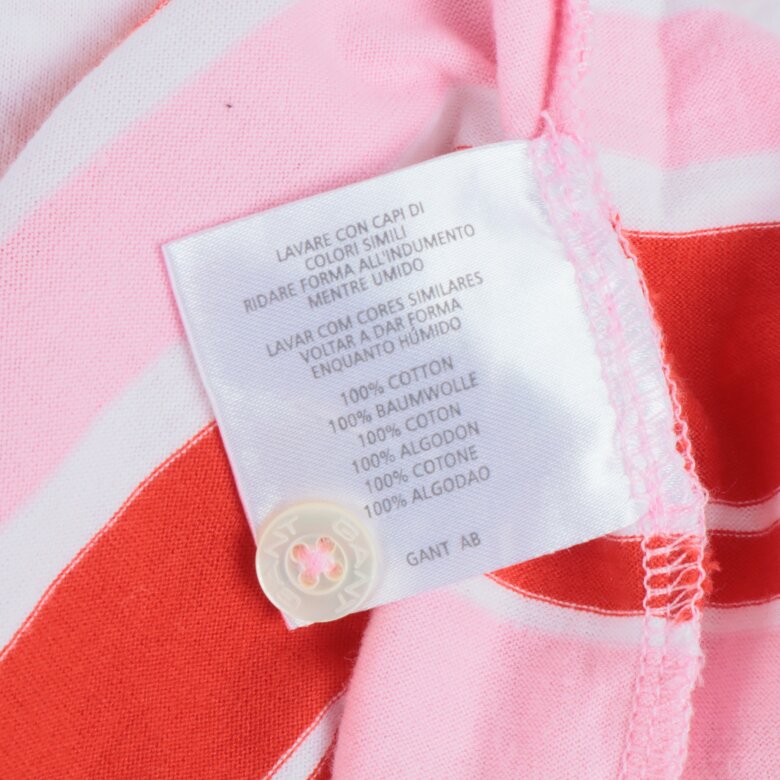 LAVARE CON CAPI DI
COLORI SIMILI
RIDARE FORMA ALL'INDUMENTO
MENTRE UMIDO
LAVAR COM CORES SIMILARES
VOLTAR A DAR FORMA
ENQUANTO HÚMIDO
100% COTTON
100% BAUMWOLLE
100% COTON
100% ALGODON
100% COTONE
100% ALGODAO
GANT AB
GANT
GANT